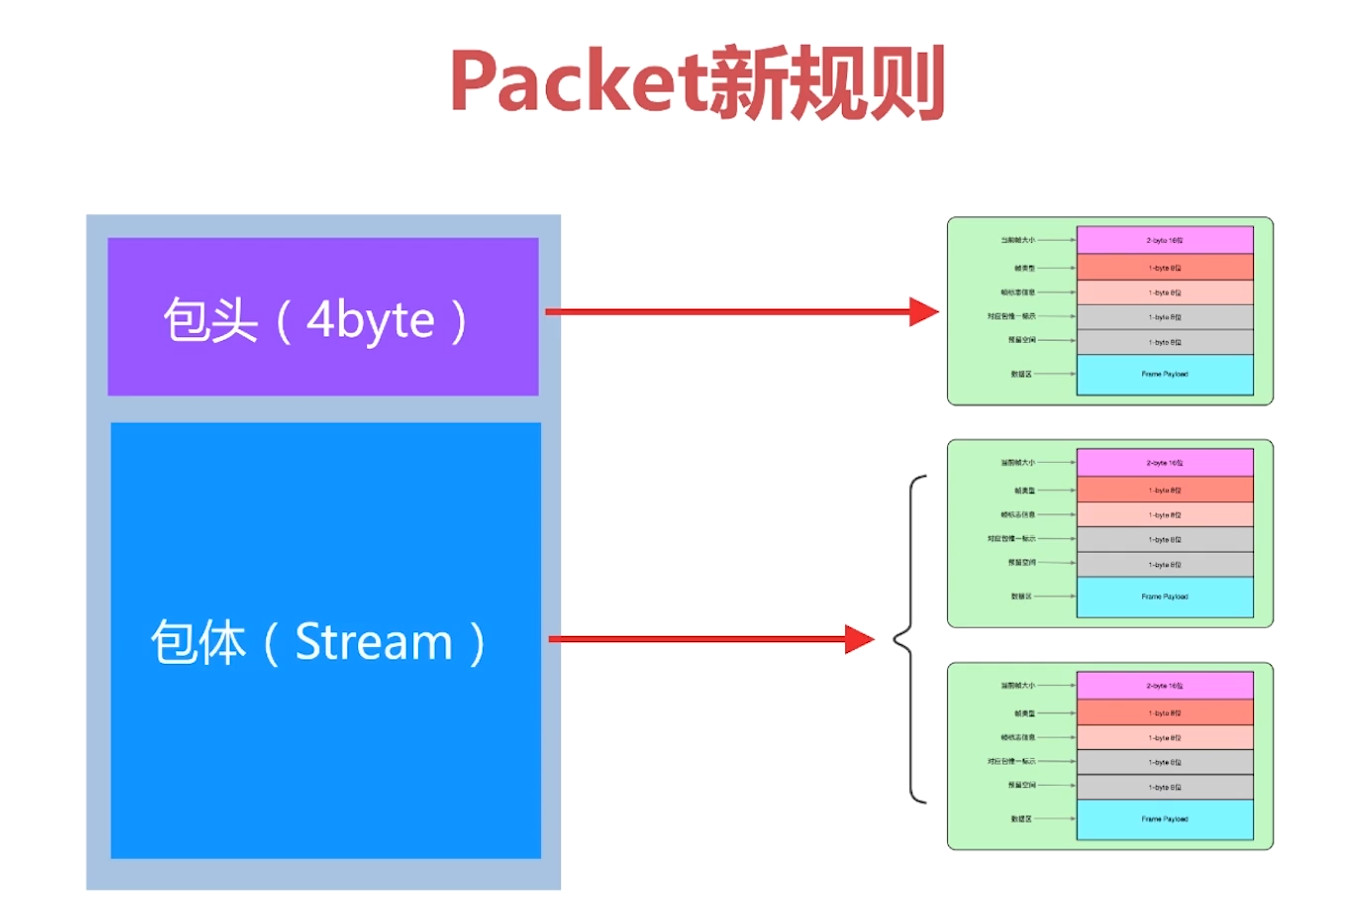 Packet新规则
包头（4byte）
包体（Stream）
当前帧大小
2-byte 16位
帧类型
1-byte 8位
帧标志信息
1-byte 8位
对应包唯一标示
1-byte 8位
预留空间
1-byte 8位
数据区
Frame Payload
当前帧大小
2-byte 16位
帧类型
1-byte 8位
帧标志信息
1-byte 8位
对应包唯一标示
1-byte 8位
预留空间
1-byte 8位
数据区
Frame Payload
当前帧大小
2-byte 16位
帧类型
1-byte 8位
帧标志信息
1-byte 8位
对应包唯一标示
1-byte 8位
预留空间
1-byte 8位
数据区
Frame Payload